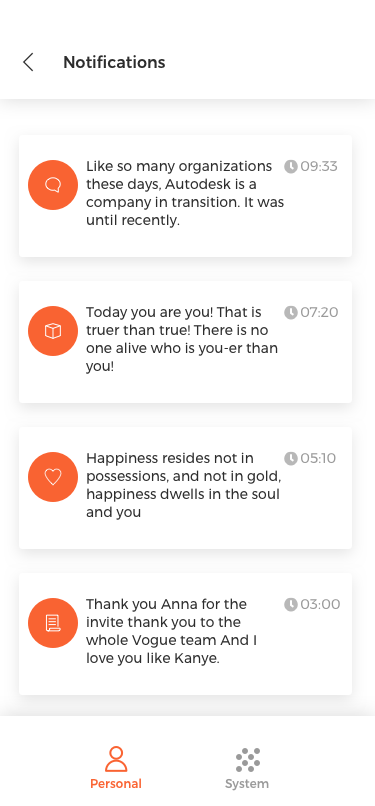 Notifications
Like so many organizations 09:33
these days, Autodesk is a
company in transition. It was
until recently.
Today you are you! That is 07:20
truer than true! There is no
one alive who is you-er than
you!
Happiness resides not in 05:10
possessions, and not in gold,
happiness dwells in the soul
and you
Thank you Anna for the 03:00
invite thank you to the
whole Vogue team And I
love you like Kanye.
Personal System